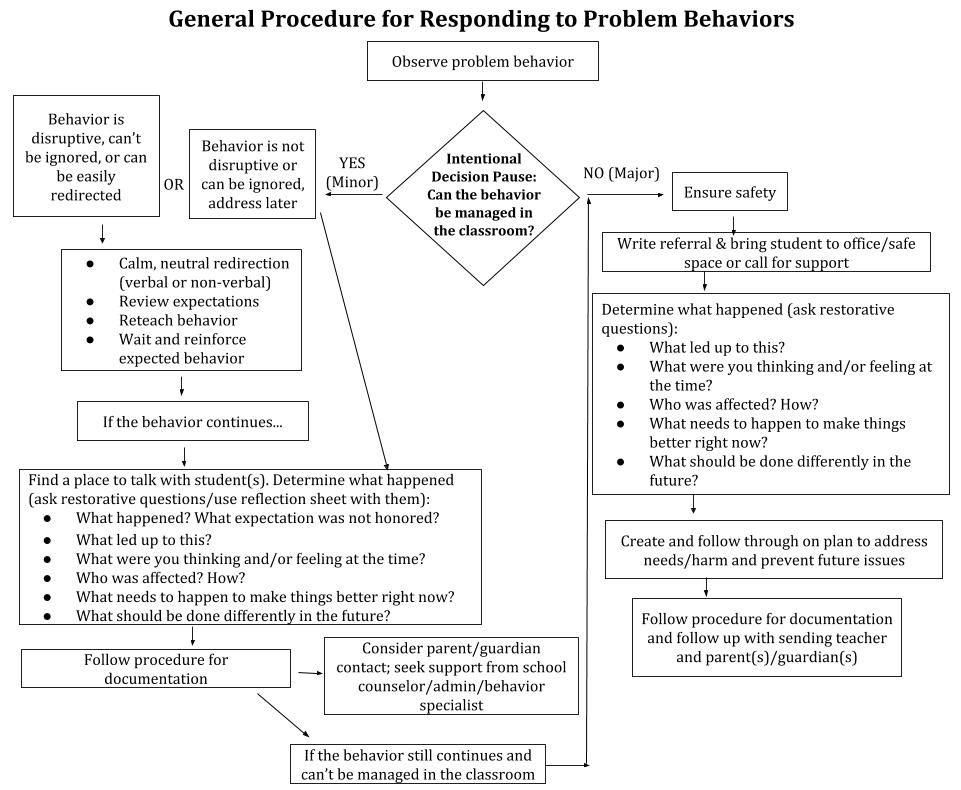 General Procedure for Responding to Problem Behaviors
Observe problem behavior
Intentional
Decision Pause:
Can the behavior
be managed in
the classroom?
YES
(Minor)
Behavior is not
disruptive or
can be ignored,
address later
OR
Behavior is
disruptive, can't
be ignored, or can
be easily
redirected
● Calm, neutral redirection
(verbal or non-verbal)
● Review expectations
● Reteach behavior
● Wait and reinforce
expected behavior
If the behavior continues...
Find a place to talk with student(s). Determine what happened
(ask restorative questions/use reflection sheet with them):
● What happened? What expectation was not honored?
● What led up to this?
● What were you thinking and/or feeling at the time?
● Who was affected? How?
● What needs to happen to make things better right now?
● What should be done differently in the future?
Follow procedure for
documentation
Consider parent/guardian
contact; seek support from school
counselor/admin/behavior
specialist
If the behavior still continues and
can't be managed in the classroom
NO (Major)
Ensure safety
Write referral & bring student to office/safe
space or call for support
Determine what happened (ask restorative
questions):
● What led up to this?
● What were you thinking and/or feeling at
the time?
● Who was affected? How?
● What needs to happen to make things
better right now?
● What should be done differently in the
future?
Create and follow through on plan to address
needs/harm and prevent future issues
Follow procedure for documentation
and follow up with sending teacher
and parent(s)/guardian(s)